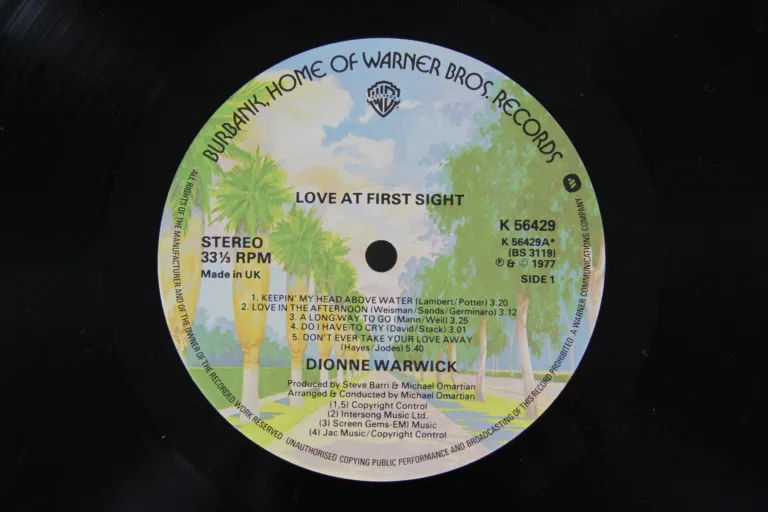 BURBANK, HOME OF WARNER BROS. RECORDS
LOVE AT FIRST SIGHT
STEREO
33⅓ RPM
Made in UK
K 56429
K 56429A*
(BS 3119)
℗ & © 1977
SIDE 1
1. KEEPIN' MY HEAD ABOVE WATER (Lambert/Potter) 3.20
2. LOVE IN THE AFTERNOON (Weisman/Sands/Germinaro) 3.12
3. A LONG WAY TO GO (Mann/Weil) 3.25
4. DO I HAVE TO CRY (David/Stack) 3.01
5. DON'T EVER TAKE YOUR LOVE AWAY
(Hayes/Jodes) 5.40
DIONNE WARWICK
Produced by Steve Barri & Michael Omartian
Arranged & Conducted by Michael Omartian
(1,5) Copyright Control
(2) Intersong Music Ltd.
(3) Screen Gems-EMI Music
(4) Jac Music/Copyright Control
ALL RIGHTS OF THE MANUFACTURER AND OF THE OWNER OF THE RECORDED WORK RESERVED. UNAUTHORISED COPYING PUBLIC PERFORMANCE AND BROADCASTING OF THIS RECORD PROHIBITED. A WARNER COMMUNICATIONS COMPANY